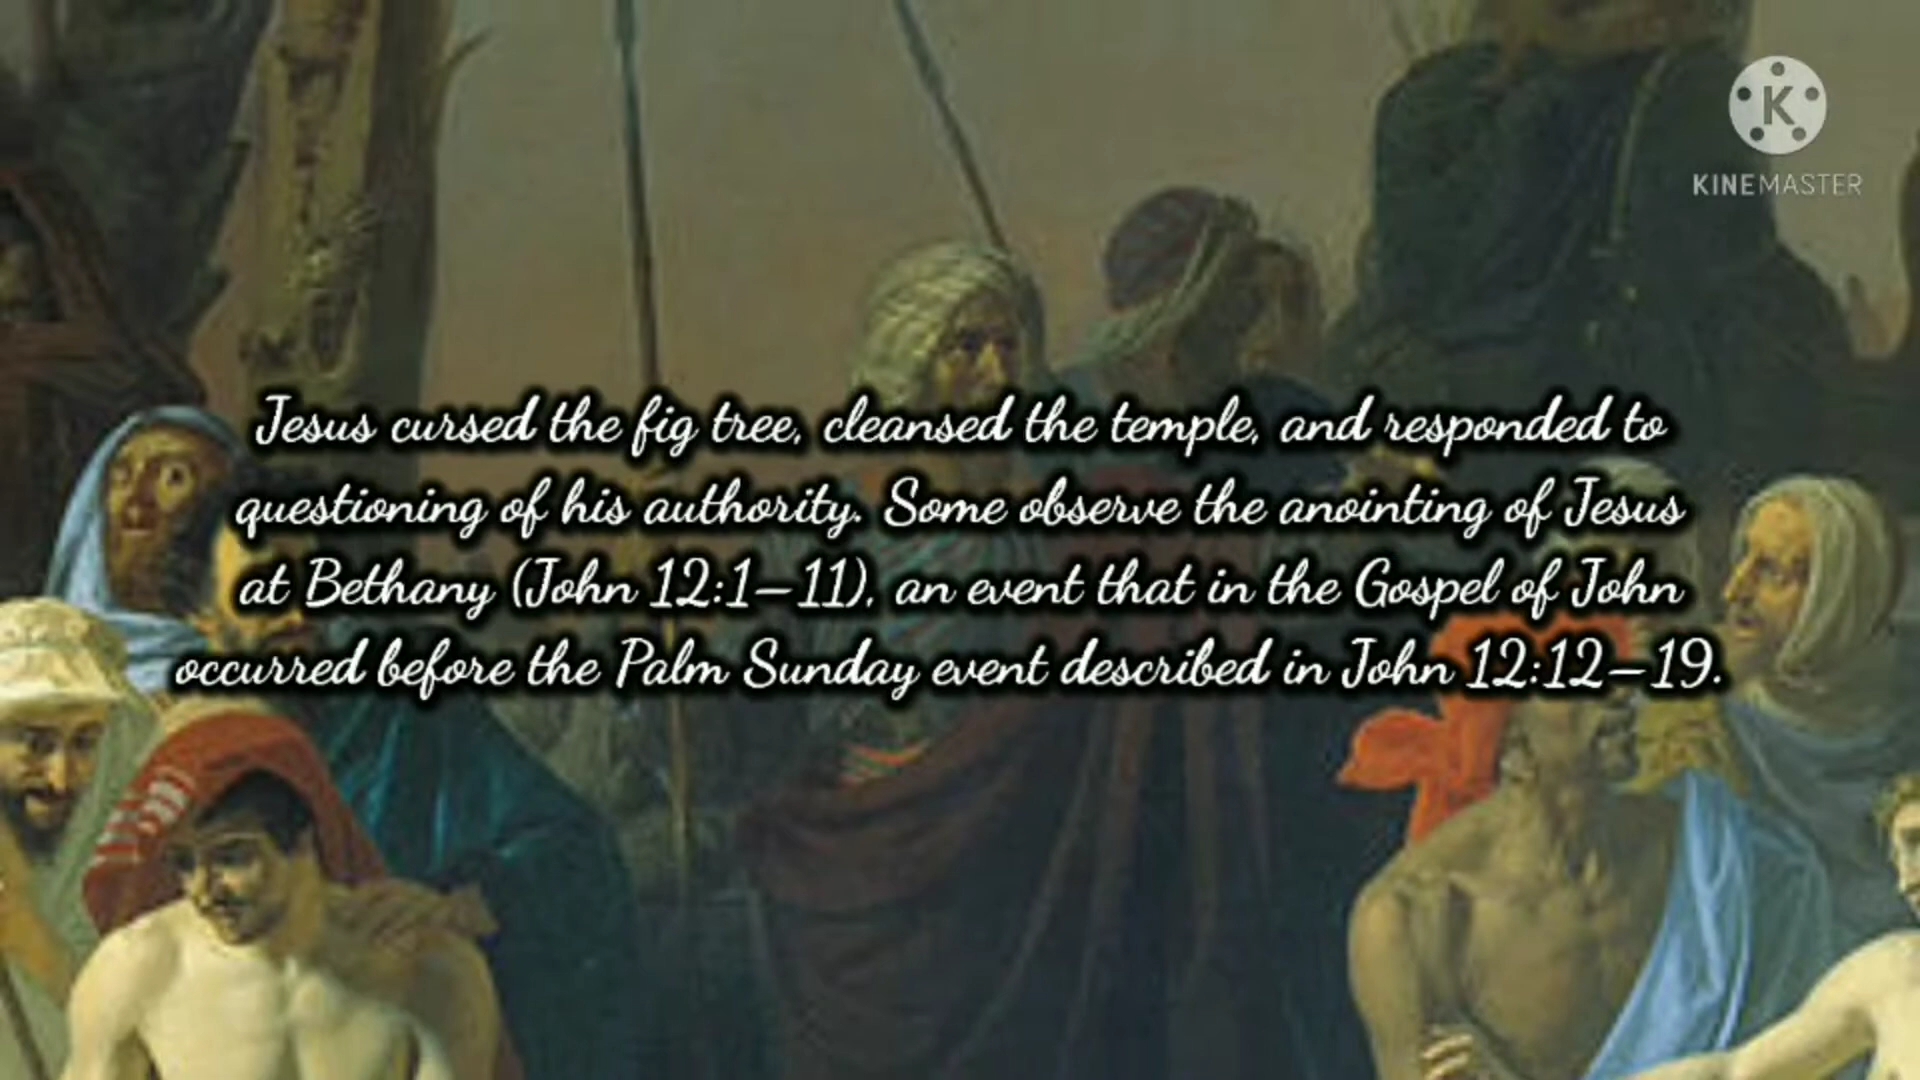 K
KINEMASTER
Jesus cursed the fig tree, cleansed the temple, and responded to
questioning of his authority. Some observe the anointing of Jesus
at Bethany (John 12:1–11), an event that in the Gospel of John
occurred before the Palm Sunday event described in John 12:12–19.